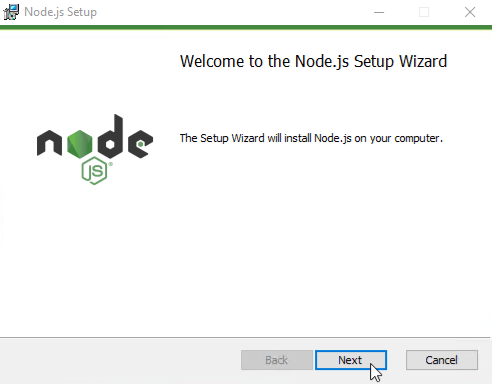 Node.js Setup
Welcome to the Node.js Setup Wizard
node
JS®
The Setup Wizard will install Node.js on your computer.
Back
Next
Cancel